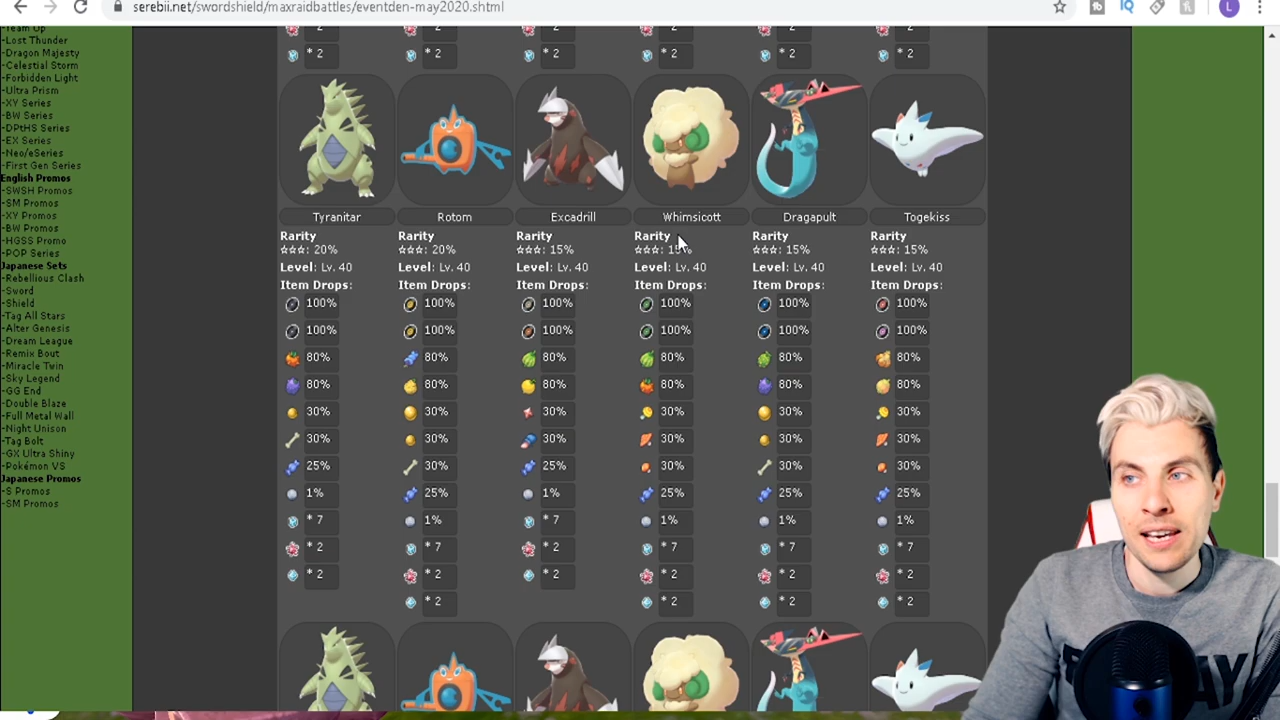 serebii.net/swordshield/maxraidbattles/eventden-may2020.shtml
L
-Team Up
-Lost Thunder
-Dragon Majesty
-Celestial Storm
-Forbidden Light
-Ultra Prism
-XY Series
-BW Series
-DPtHS Series
-EX Series
-Neo/eSeries
-First Gen Series
English Promos
-SWSH Promos
-SM Promos
-XY Promos
-BW Promos
-HGSS Promo
-POP Series
Japanese Sets
-Rebellious Clash
-Sword
-Shield
-Tag All Stars
-Alter Genesis
-Dream League
-Remix Bout
-Miracle Twin
-Sky Legend
-GG End
-Double Blaze
-Full Metal Wall
-Night Unison
-Tag Bolt
-GX Ultra Shiny
-Pokémon VS
Japanese Promos
-S Promos
-SM Promos
* 2 * 2 * 2 * 2 * 2 * 2
* 2 * 2 * 2 * 2 * 2 * 2
Tyranitar Rotom Excadrill Whimsicott Dragapult Togekiss
Rarity Rarity Rarity Rarity Rarity Rarity
☆☆☆: 20% ☆☆☆: 20% ☆☆☆: 15% ☆☆☆: 15% ☆☆☆: 15% ☆☆☆: 15%
Level: Lv. 40 Level: Lv. 40 Level: Lv. 40 Level: Lv. 40 Level: Lv. 40 Level: Lv. 40
Item Drops: Item Drops: Item Drops: Item Drops: Item Drops: Item Drops:
100% 100% 100% 100% 100% 100%
100% 100% 100% 100% 100% 100%
80% 80% 80% 80% 80% 80%
80% 80% 80% 80% 80% 80%
30% 30% 30% 30% 30% 30%
30% 30% 30% 30% 30% 30%
25% 30% 25% 30% 30% 30%
1% 25% 1% 25% 25% 25%
* 7 1% * 7 1% 1% 1%
* 2 * 7 * 2 * 7 * 7 * 7
* 2 * 2 * 2 * 2 * 2 * 2
* 2 * 2 * 2 * 2